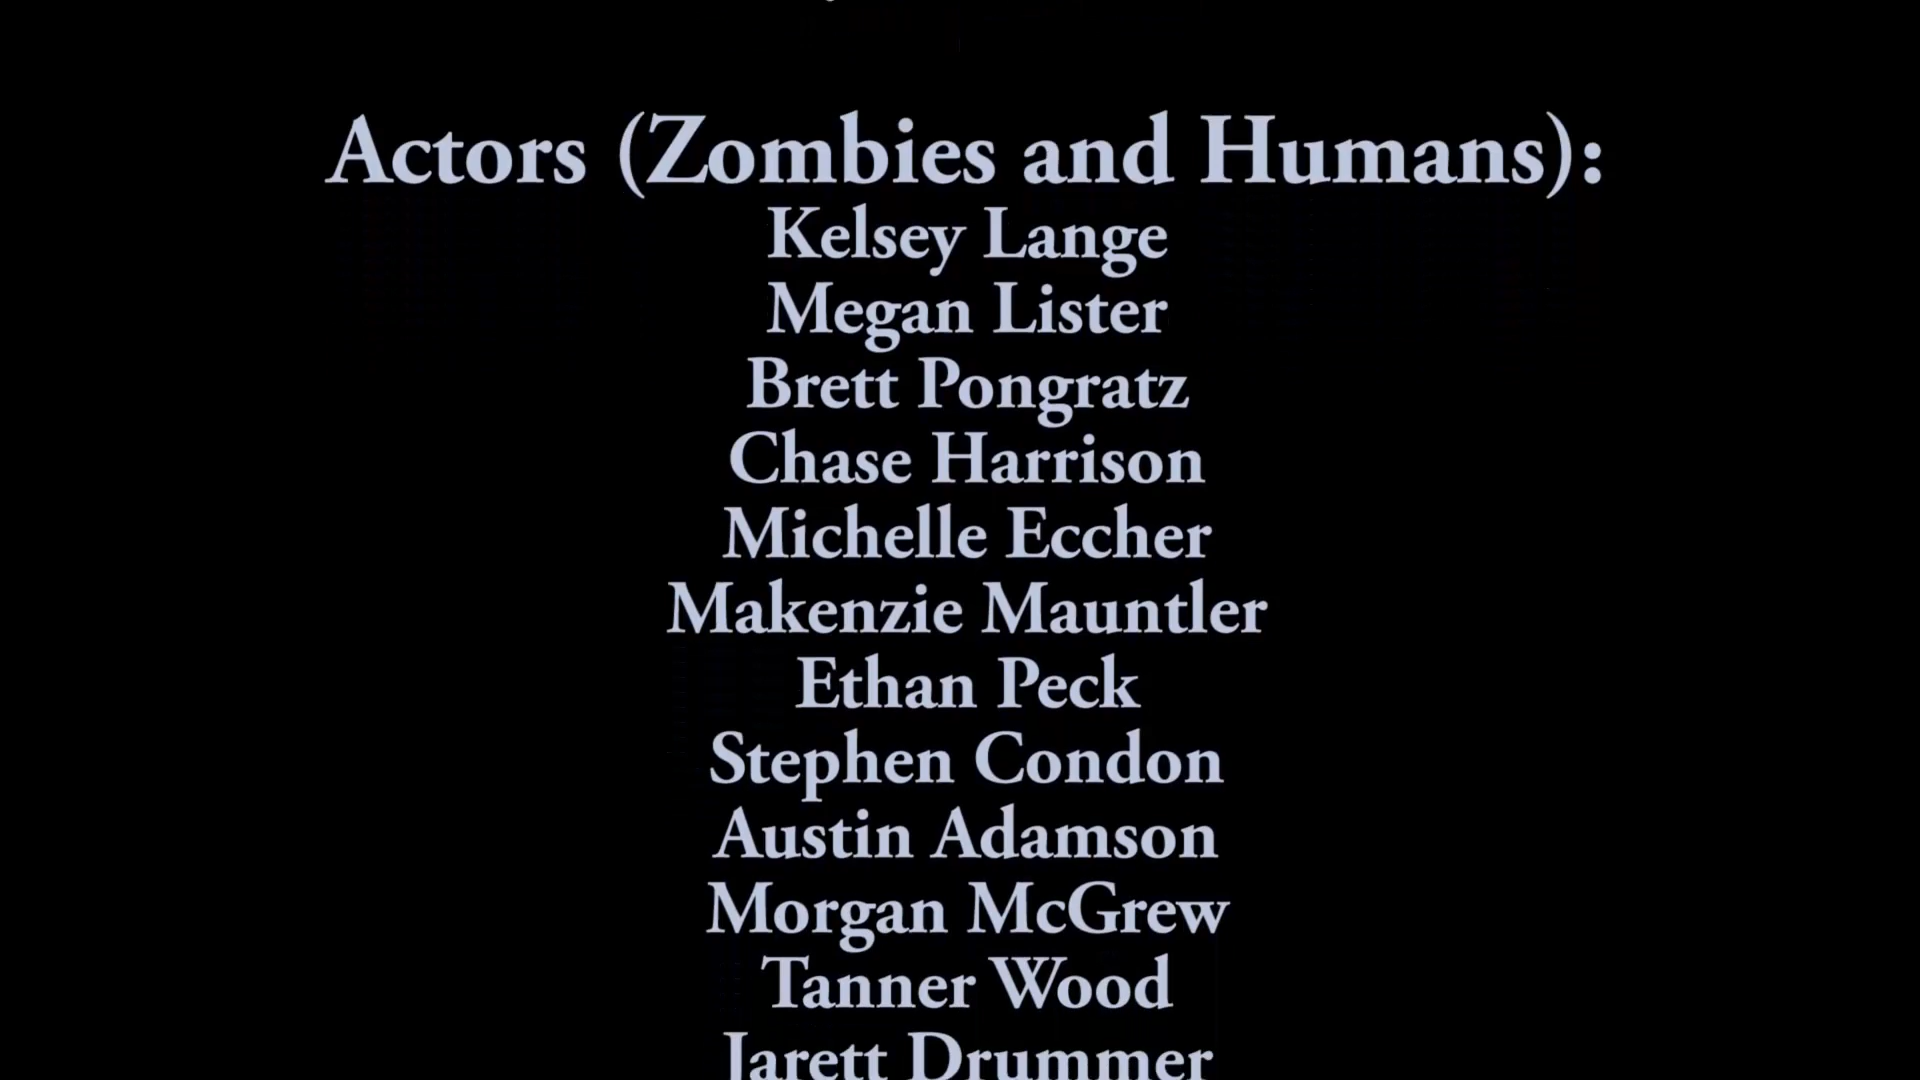 Actors (Zombies and Humans):
Kelsey Lange
Megan Lister
Brett Pongratz
Chase Harrison
Michelle Eccher
Makenzie Mauntler
Ethan Peck
Stephen Condon
Austin Adamson
Morgan McGrew
Tanner Wood
Jarett Drummer